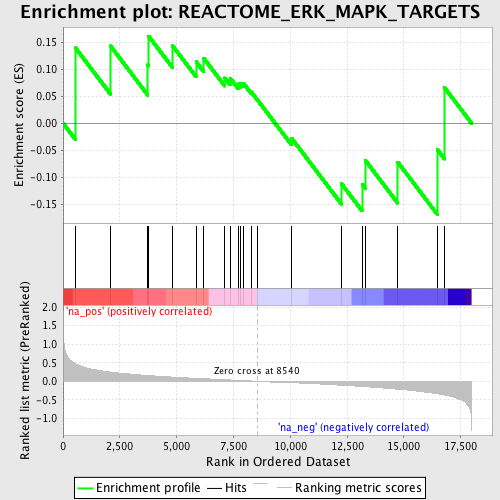 Enrichment plot: REACTOME_ERK_MAPK_TARGETS
Enrichment score (ES)
0.15
0.10
0.05
0.00
-0.05
-0.10
-0.15
'na_pos' (positively correlated)
Ranked list metric (PreRanked)
2.0
1.5
1.0
0.5
0.0
-0.5
-1.0
Zero cross at 8540
'na_neg' (negatively correlated)
0 2,500 5,000 7,500 10,000 12,500 15,000 17,500
Rank in Ordered Dataset
Enrichment profile Hits Ranking metric scores